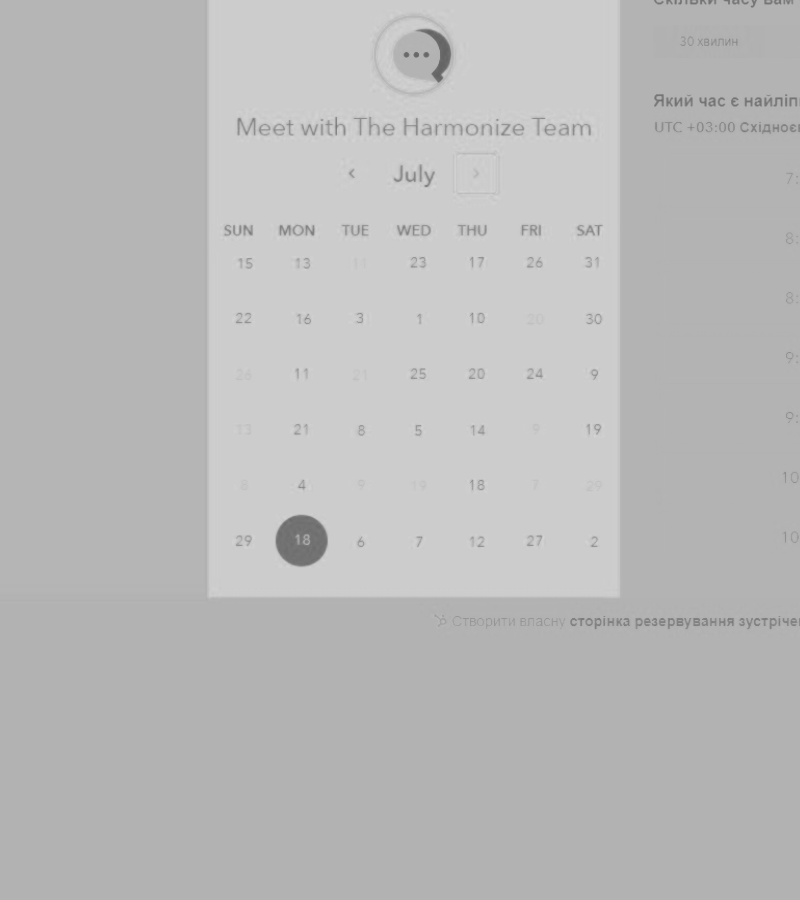 Скільки часу вам
30 хвилин
Meet with The Harmonize Team
Який час є найліпш
UTC +03:00 Східноєв
‹ July ›
SUN MON TUE WED THU FRI SAT
15 13 11 23 17 26 31
22 16 3 1 10 20 30
26 11 21 25 20 24 9
13 21 8 5 14 9 19
8 4 9 19 18 7 29
29 18 6 7 12 27 2
7:
8:
8:
9:
9:
10
10
Створити власну сторінка резервування зустрічей